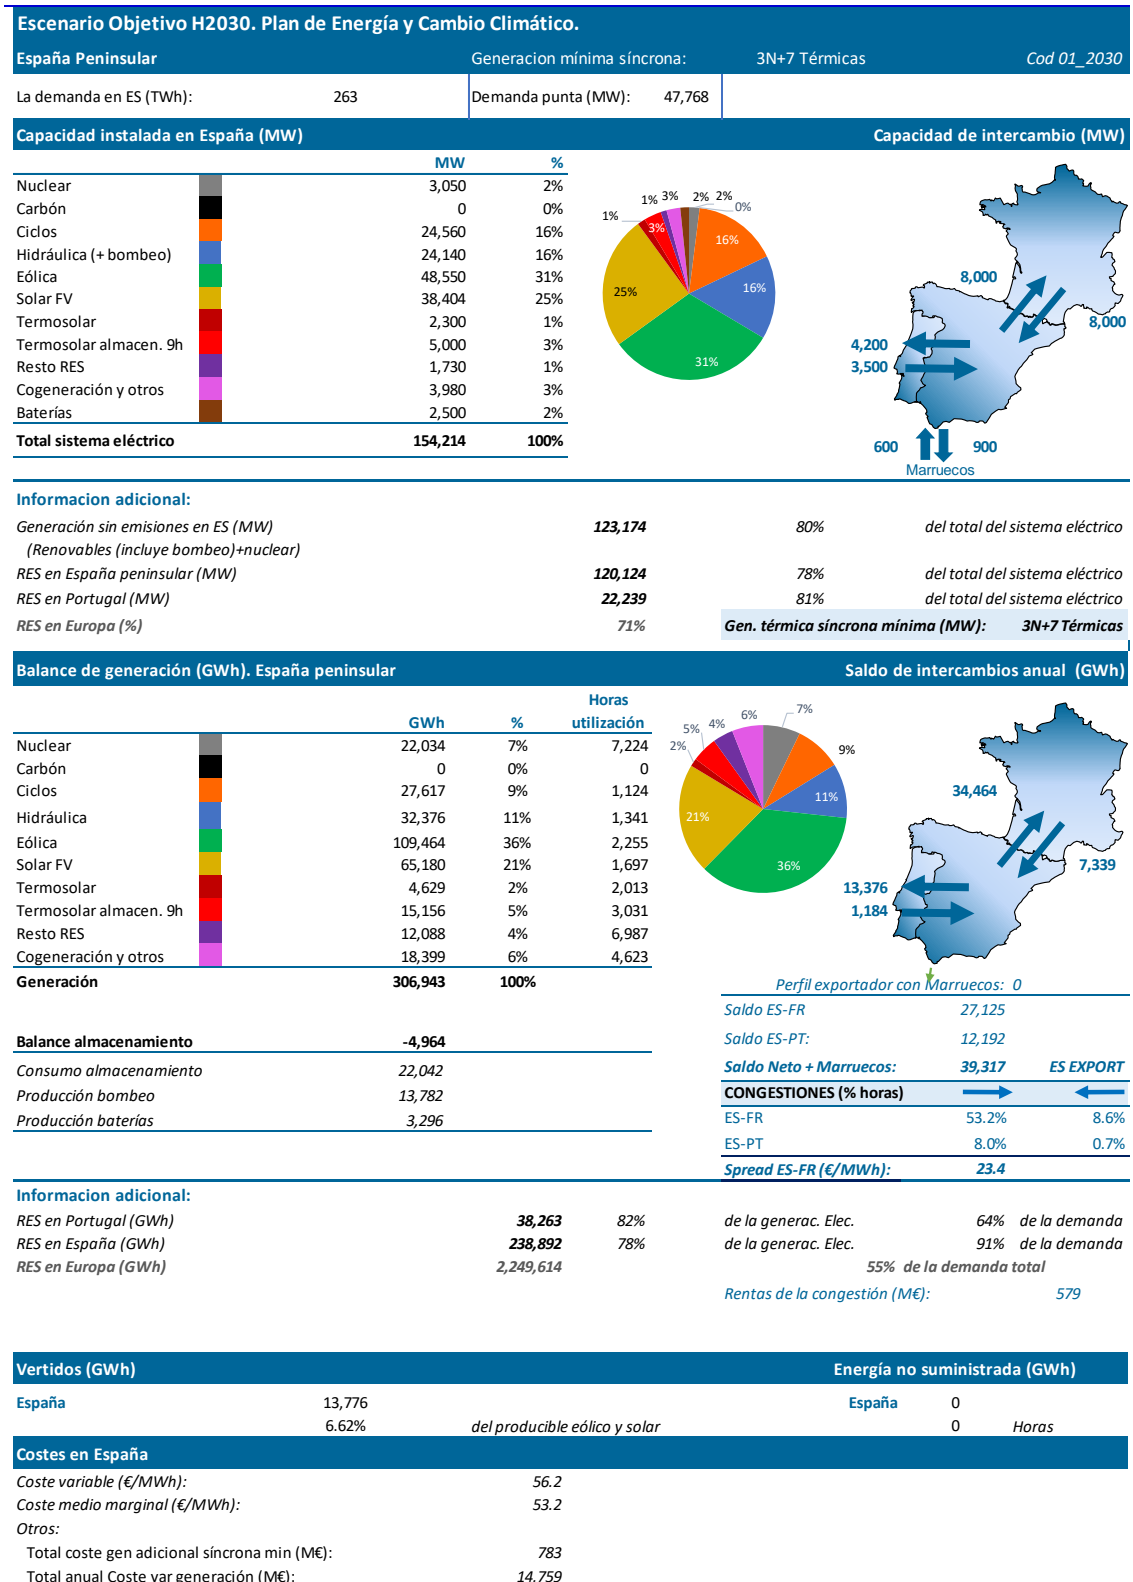 Escenario Objetivo H2030. Plan de Energía y Cambio Climático.
España Peninsular Generacion mínima síncrona: 3N+7 Térmicas Cod 01_2030
La demanda en ES (TWh): 263 Demanda punta (MW): 47,768
Capacidad instalada en España (MW) Capacidad de intercambio (MW)
MW %
Nuclear 3,050 2%
Carbón 0 0%
Ciclos 24,560 16%
Hidráulica (+ bombeo) 24,140 16%
Eólica 48,550 31%
Solar FV 38,404 25%
Termosolar 2,300 1%
Termosolar almacen. 9h 5,000 3%
Resto RES 1,730 1%
Cogeneración y otros 3,980 3%
Baterías 2,500 2%
Total sistema eléctrico 154,214 100%
1% 3% 2% 2%
0%
1%
3%
16%
25%
16%
31%
8,000
8,000
4,200
3,500
600 900
Marruecos
Informacion adicional:
Generación sin emisiones en ES (MW) 123,174 80% del total del sistema eléctrico
(Renovables (incluye bombeo)+nuclear)
RES en España peninsular (MW) 120,124 78% del total del sistema eléctrico
RES en Portugal (MW) 22,239 81% del total del sistema eléctrico
RES en Europa (%) 71% Gen. térmica síncrona mínima (MW): 3N+7 Térmicas
Balance de generación (GWh). España peninsular Saldo de intercambios anual (GWh)
Horas
GWh % utilización
Nuclear 22,034 7% 7,224
Carbón 0 0% 0
Ciclos 27,617 9% 1,124
Hidráulica 32,376 11% 1,341
Eólica 109,464 36% 2,255
Solar FV 65,180 21% 1,697
Termosolar 4,629 2% 2,013
Termosolar almacen. 9h 15,156 5% 3,031
Resto RES 12,088 4% 6,987
Cogeneración y otros 18,399 6% 4,623
Generación 306,943 100%
6% 7%
5% 4%
2%
9%
11%
21%
36%
34,464
7,339
13,376
1,184
Perfil exportador con Marruecos: 0
Saldo ES-FR 27,125
Saldo ES-PT: 12,192
Balance almacenamiento -4,964
Consumo almacenamiento 22,042
Producción bombeo 13,782
Producción baterías 3,296
Saldo Neto + Marruecos: 39,317 ES EXPORT
CONGESTIONES (% horas)
ES-FR 53.2% 8.6%
ES-PT 8.0% 0.7%
Spread ES-FR (€/MWh): 23.4
Informacion adicional:
RES en Portugal (GWh) 38,263 82% de la generac. Elec. 64% de la demanda
RES en España (GWh) 238,892 78% de la generac. Elec. 91% de la demanda
RES en Europa (GWh) 2,249,614 55% de la demanda total
Rentas de la congestión (M€): 579
Vertidos (GWh) Energía no suministrada (GWh)
España 13,776 España 0
6.62% del producible eólico y solar 0 Horas
Costes en España
Coste variable (€/MWh): 56.2
Coste medio marginal (€/MWh): 53.2
Otros:
Total coste gen adicional síncrona min (M€): 783
Total anual Coste var generación (M€): 14,759